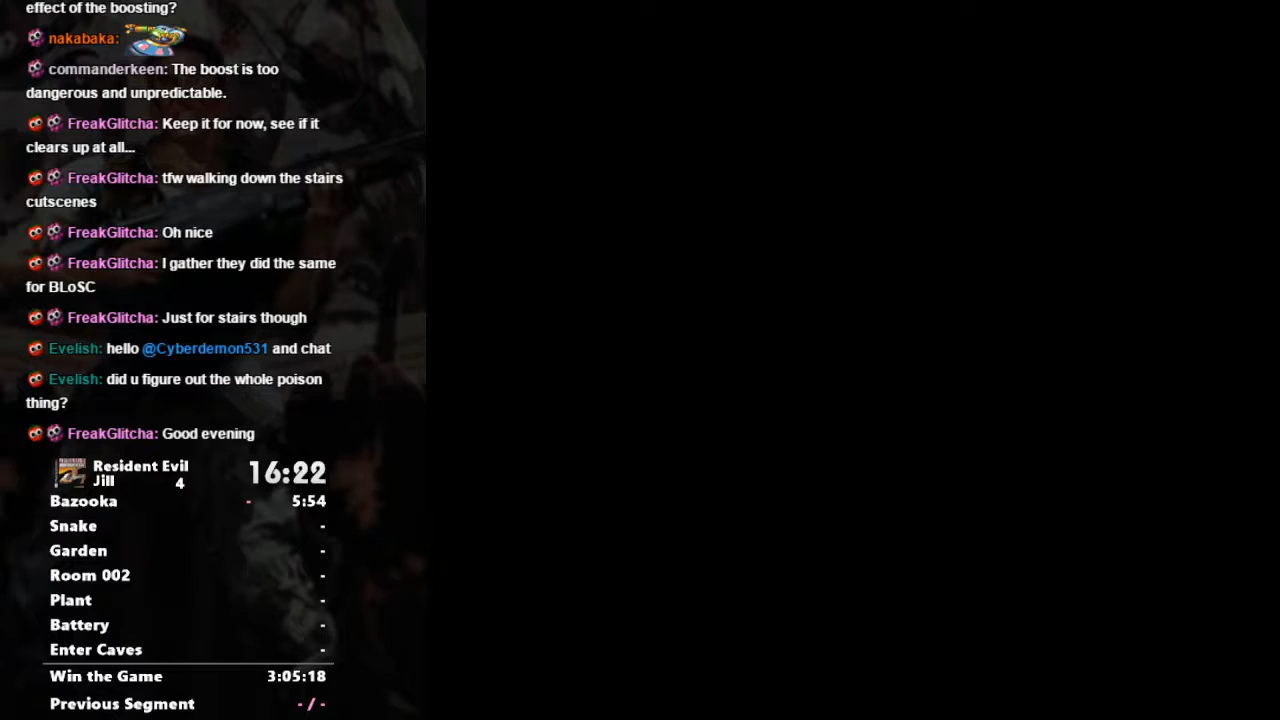 effect of the boosting?
nakabaka:
commanderkeen: The boost is too
dangerous and unpredictable.
FreakGlitcha: Keep it for now, see if it
clears up at all...
FreakGlitcha: tfw walking down the stairs
cutscenes
FreakGlitcha: Oh nice
FreakGlitcha: I gather they did the same
for BLoSC
FreakGlitcha: Just for stairs though
Evelish: hello @Cyberdemon531 and chat
Evelish: did u figure out the whole poison
thing?
FreakGlitcha: Good evening
Resident Evil 16:22
Jill 4
Bazooka - 5:54
Snake -
Garden -
Room 002 -
Plant -
Battery -
Enter Caves -
Win the Game 3:05:18
Previous Segment - / -